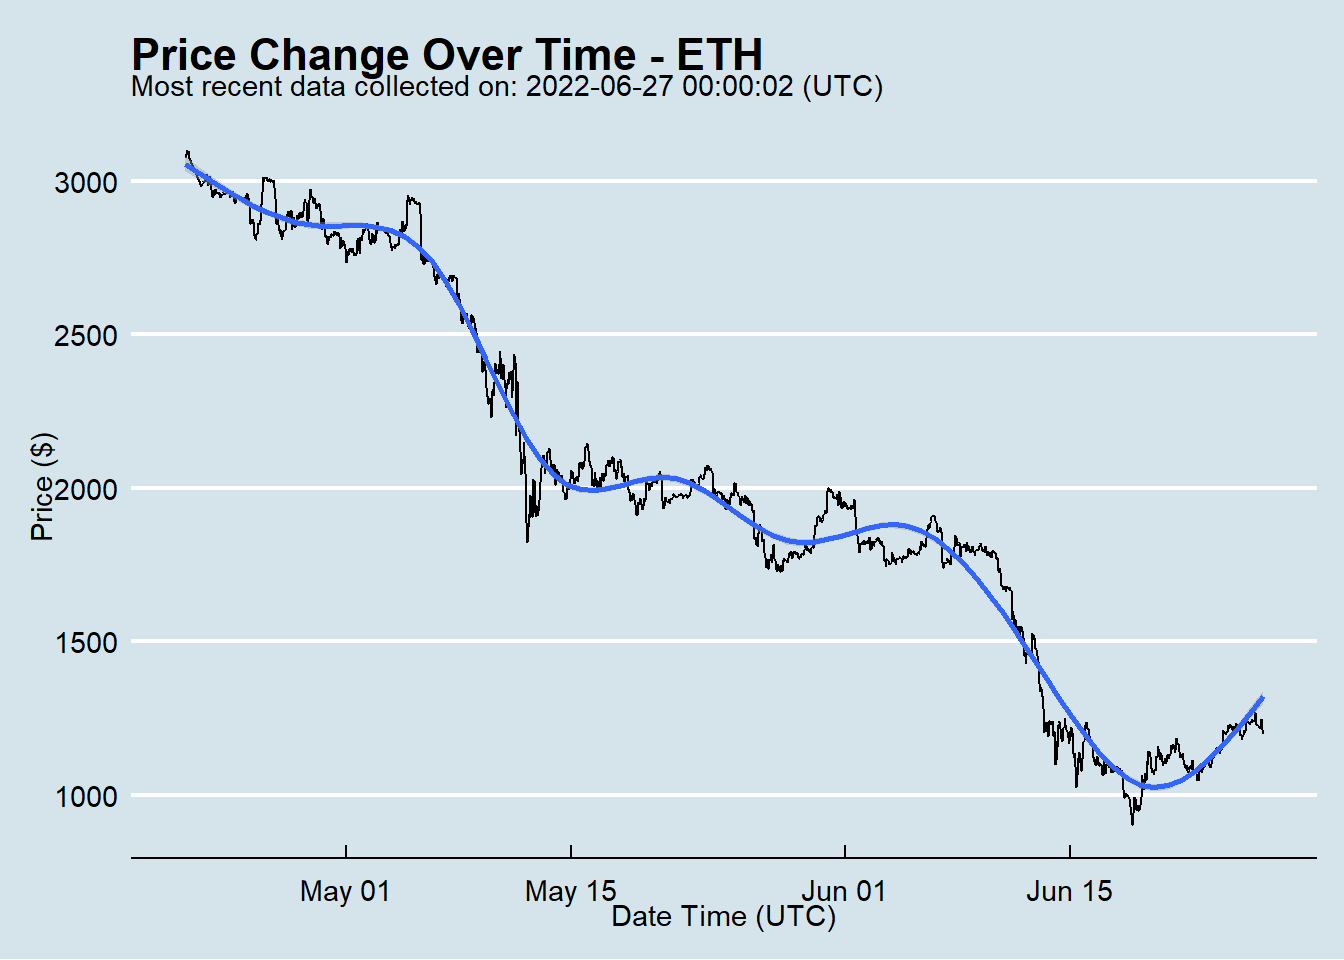 Price Change Over Time - ETH
Most recent data collected on: 2022-06-27 00:00:02 (UTC)
Price ($)
3000
2500
2000
1500
1000
May 01
May 15
Jun 01
Jun 15
Date Time (UTC)